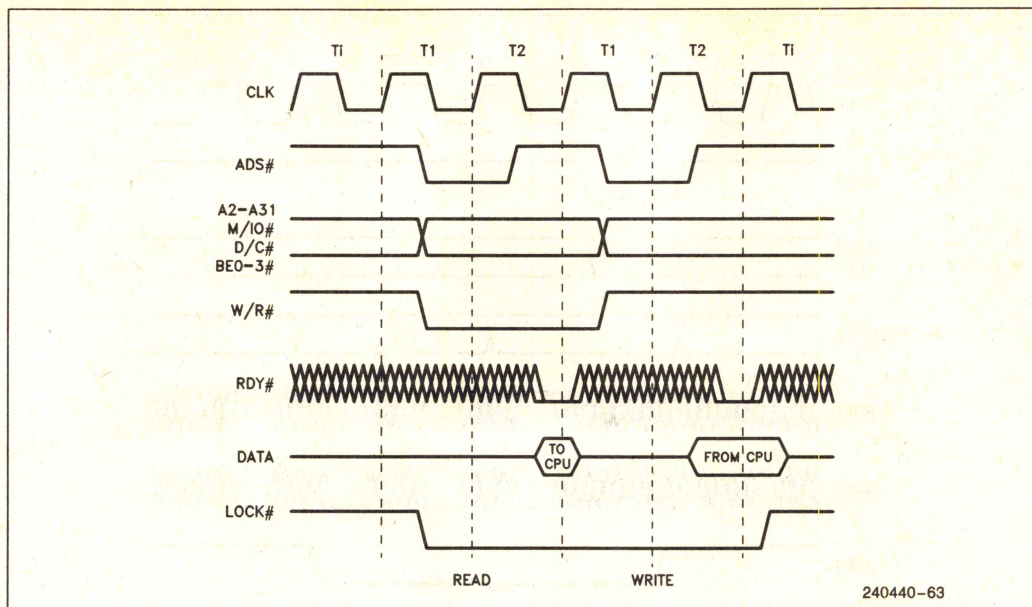 Ti T1 T2 T1 T2 Ti
CLK
ADS#
A2-A31
M/IO#
D/C#
BE0-3#
W/R#
RDY#
DATA
TO
CPU
FROM CPU
LOCK#
READ WRITE
240440-63